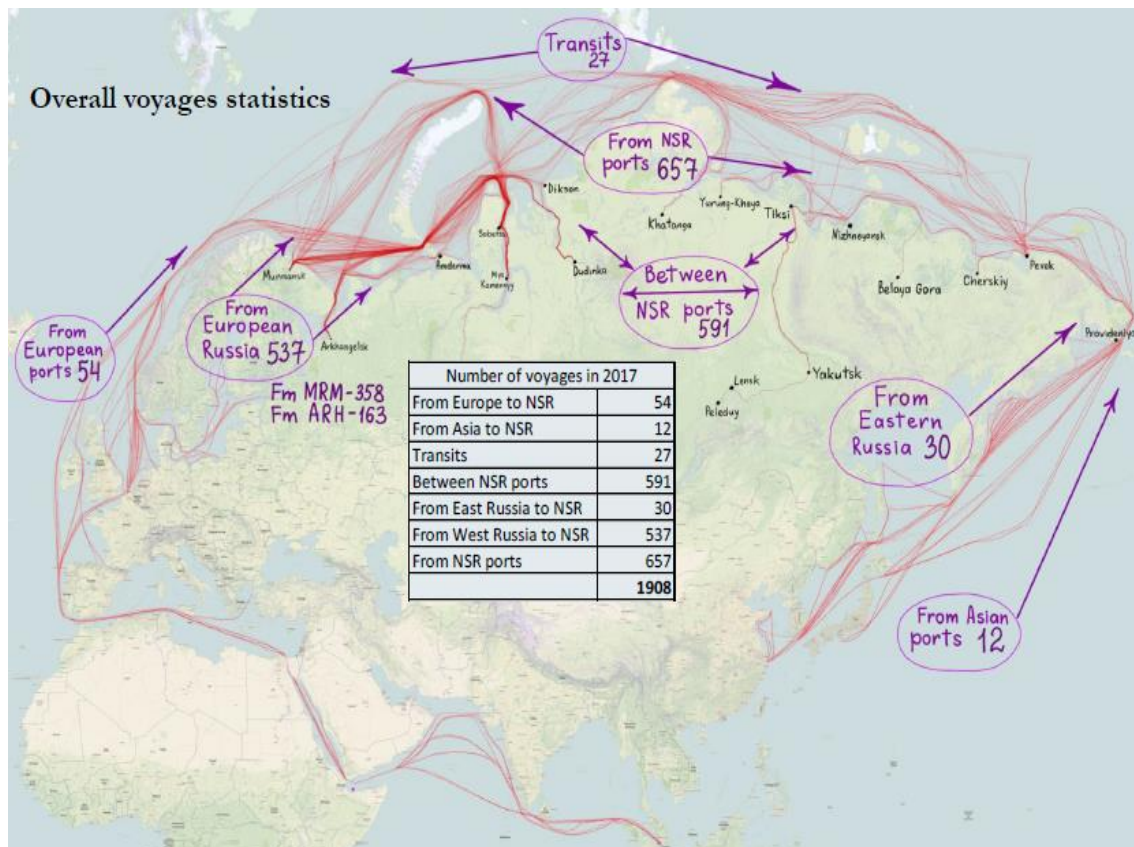 Transits
27
Overall voyages statistics
From NSR
ports 657
Dikson
Khatanga
Yurung-Khaya
Tiksi
Nizhneyansk
Sabetta
Murmansk
Amderma
Dudinka
Belaya Gora
Cherskiy
Pevek
Between
NSR ports
591
From
European
Russia 537
From
European
ports 54
Arkhangelsk
Provideniya
Fm MRM-358
Fm ARH-163
Lensk
Peleduy
Yakutsk
From
Eastern
Russia 30
Number of voyages in 2017
From Europe to NSR 54
From Asia to NSR 12
Transits 27
Between NSR ports 591
From East Russia to NSR 30
From West Russia to NSR 537
From NSR ports 657
1908
From Asian
ports 12